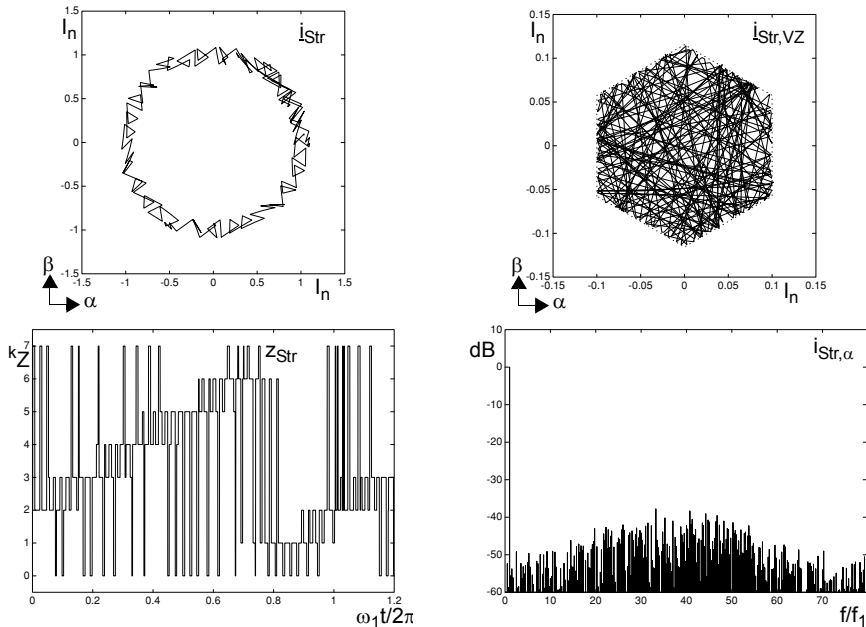 I_n
i_Str
1.5
1
0.5
0
-0.5
-1
-1.5
-1.5 -1 -0.5 0 0.5 1 1.5
β
α
I_n
I_n
i_Str,VZ
0.15
0.1
0.05
0
-0.05
-0.1
-0.15
-0.15 -0.1 -0.05 0 0.05 0.1 0.15
β
α
I_n
k_Z
z_Str
7
6
5
4
3
2
1
0
0 0.2 0.4 0.6 0.8 1.0 1.2
ω_1t/2π
dB
i_Str,α
10
0
-10
-20
-30
-40
-50
-60
0 10 20 30 40 50 60 70
f/f_1